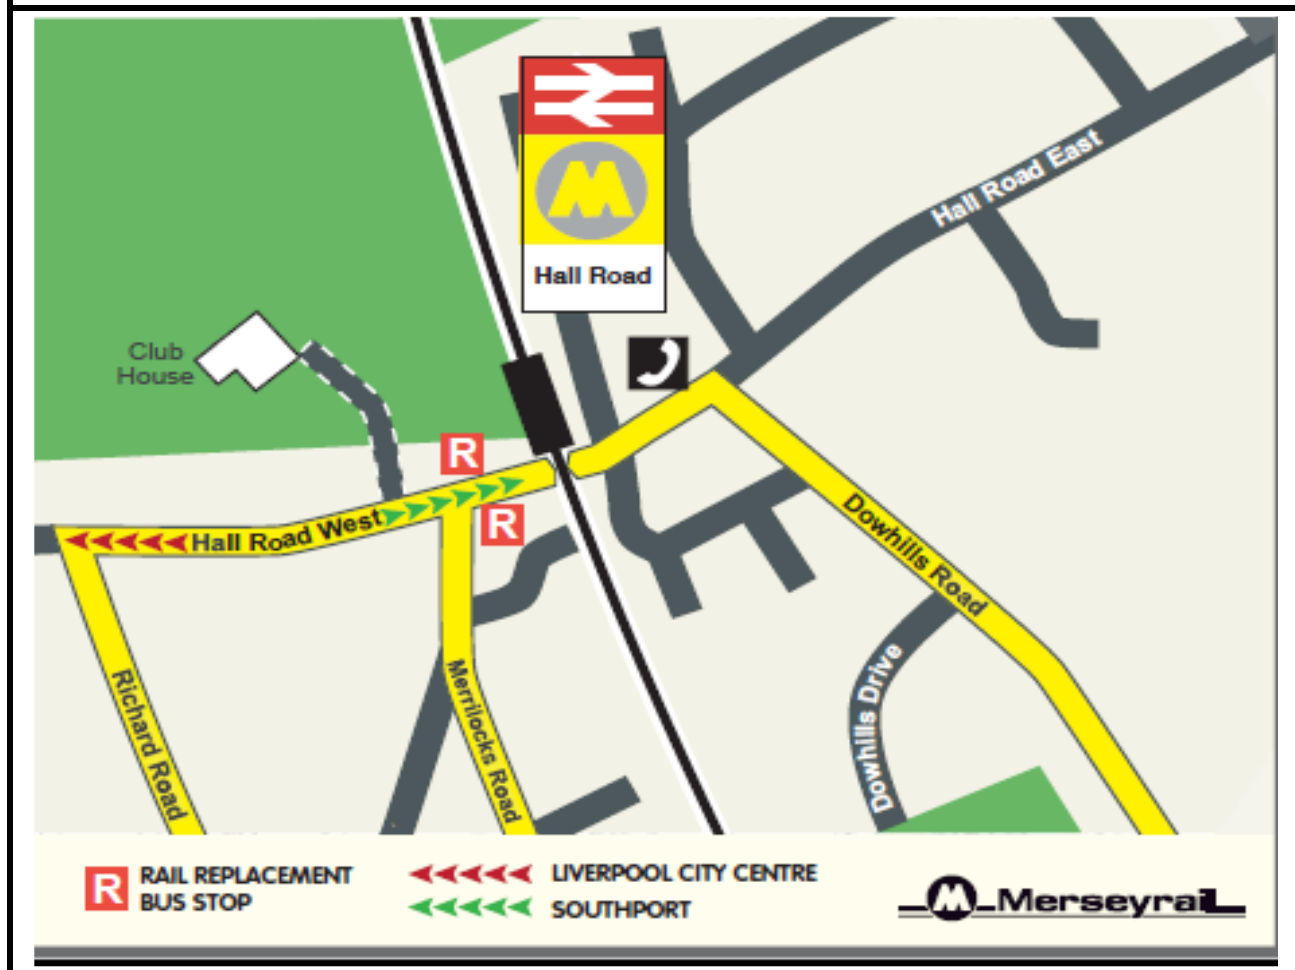 Hall Road East
M
Hall Road
Club
House
R
R
Hall Road West
Dowhills Road
Dowhills Drive
Richard Road
Merrilocks Road
R
RAIL REPLACEMENT
BUS STOP
LIVERPOOL CITY CENTRE
SOUTHPORT
M
Merseyrail